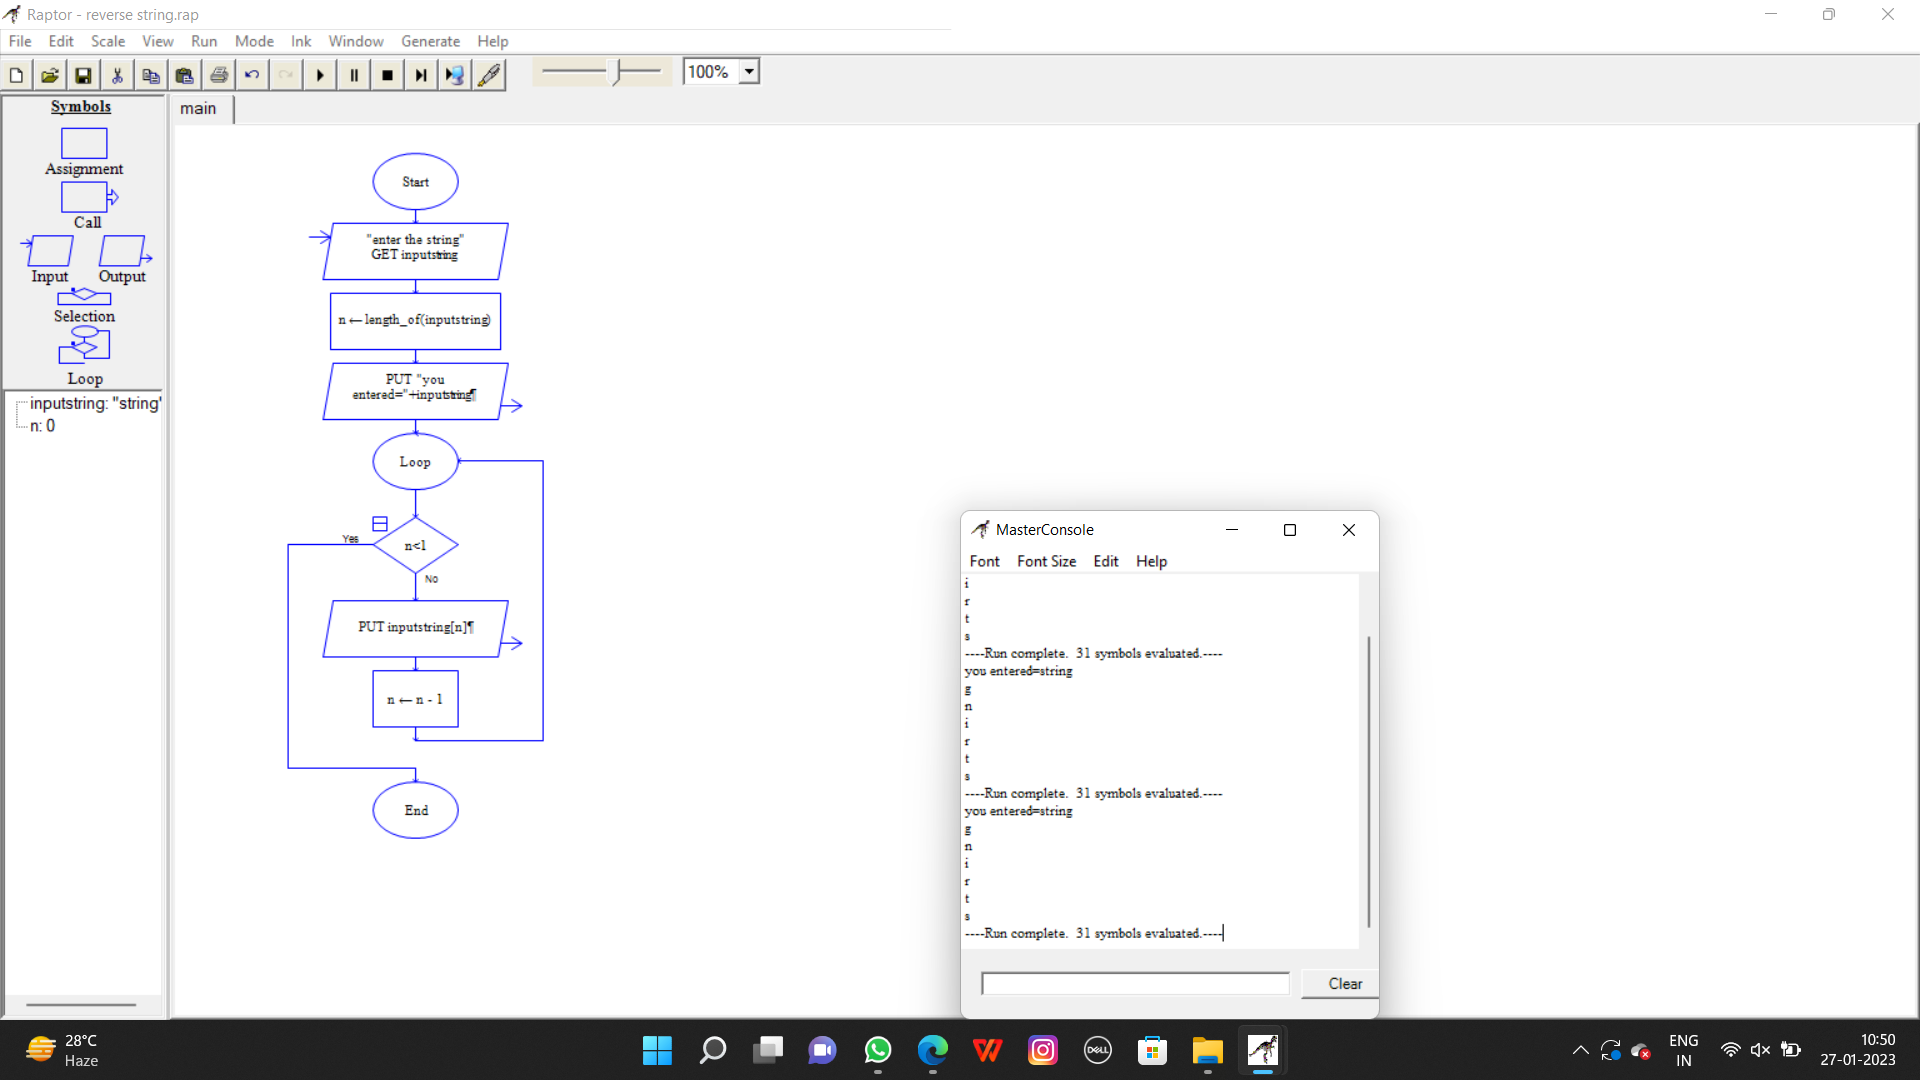 Raptor - reverse string.rap
File Edit Scale View Run Mode Ink Window Generate Help
100%
Symbols
Assignment
Call
Input Output
Selection
Loop
inputstring: "string"
n: 0
main
Start
"enter the string"
GET inputstring
n ← length_of(inputstring)
PUT "you
entered="+inputstring¶
Loop
Yes
n<1
No
PUT inputstring[n]¶
n ← n - 1
End
MasterConsole
Font Font Size Edit Help
i
r
t
s
----Run complete.  31 symbols evaluated.----
you entered=string
g
n
i
r
t
s
----Run complete.  31 symbols evaluated.----
you entered=string
g
n
i
r
t
s
----Run complete.  31 symbols evaluated.----
Clear
28°C
Haze
DELL
ENG
IN
10:50
27-01-2023